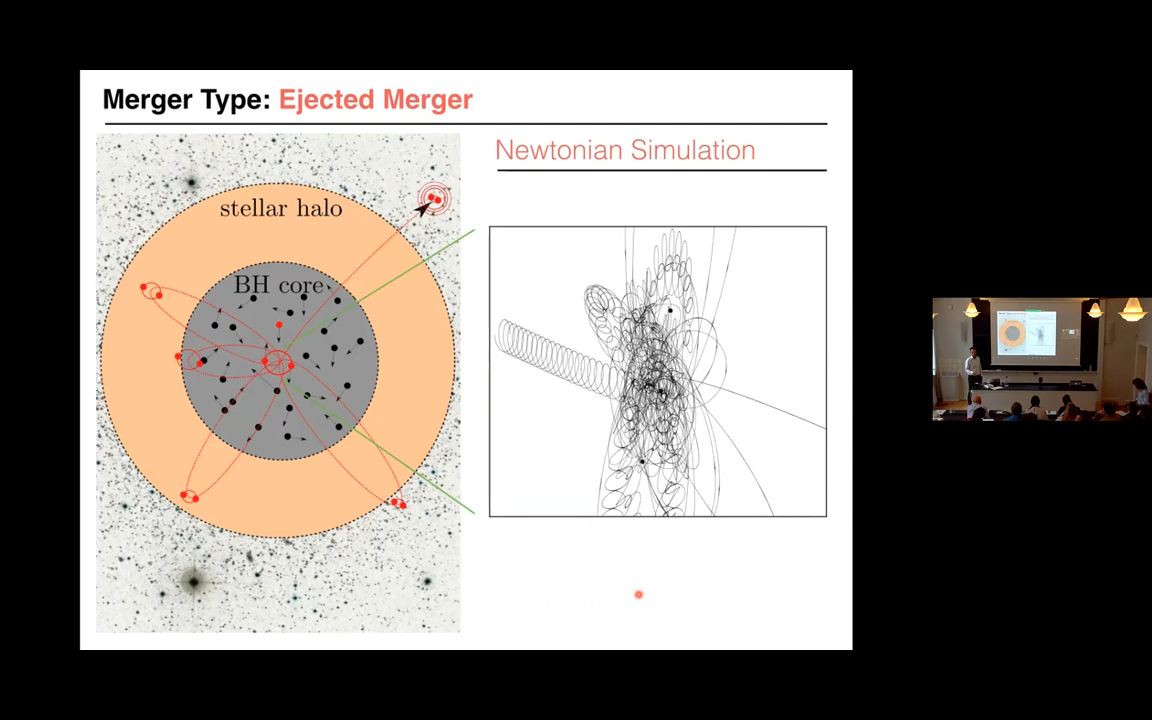 Merger Type: Ejected Merger
Newtonian Simulation
stellar halo
BH core